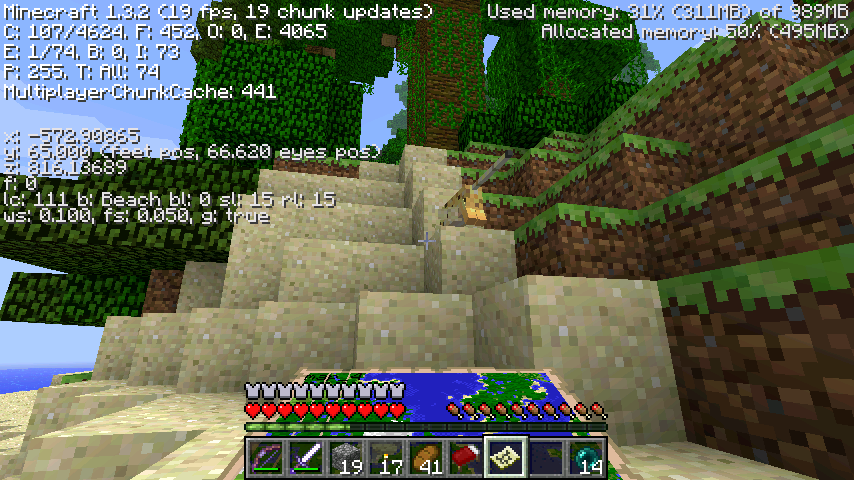 Minecraft 1.3.2 (19 fps, 19 chunk updates)
C: 107/4624, F: 452, O: 0, E: 4065
E: 1/74, B: 0, I: 73
P: 255, T: All: 74
MultiplayerChunkCache: 441
x: -572.90865
y: 65.000 (feet pos, 66.620 eyes pos)
f: 0
lc: 111 b: Beach bl: 0 sl: 15 rl: 15
ws: 0.100, fs: 0.050, g: true
Used memory: 31% (311MB) of 989MB
Allocated memory: 50% (495MB)
19
17
41
14